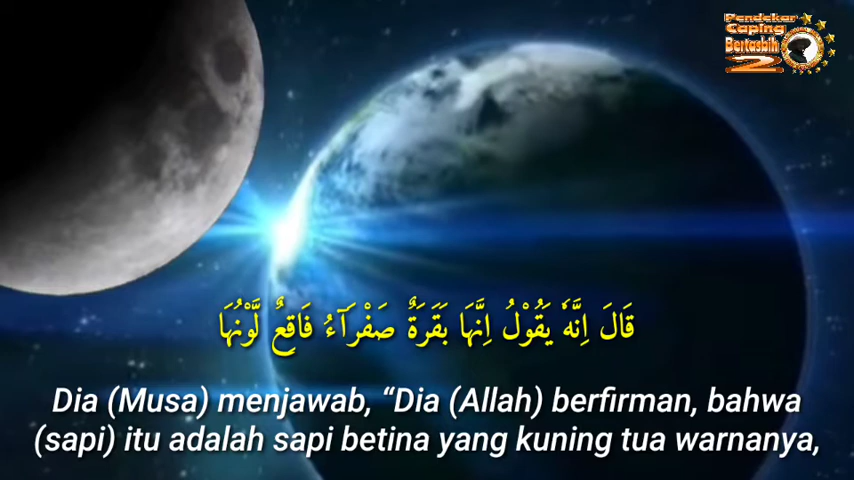 Pendekar
Caping
Bertasbih
2
قَالَ اِنَّهٗ يَقُوْلُ اِنَّهَا بَقَرَةٌ صَفْرَاۤءُ فَاقِعٌ لَّوْنُهَا
Dia (Musa) menjawab, “Dia (Allah) berfirman, bahwa
(sapi) itu adalah sapi betina yang kuning tua warnanya,